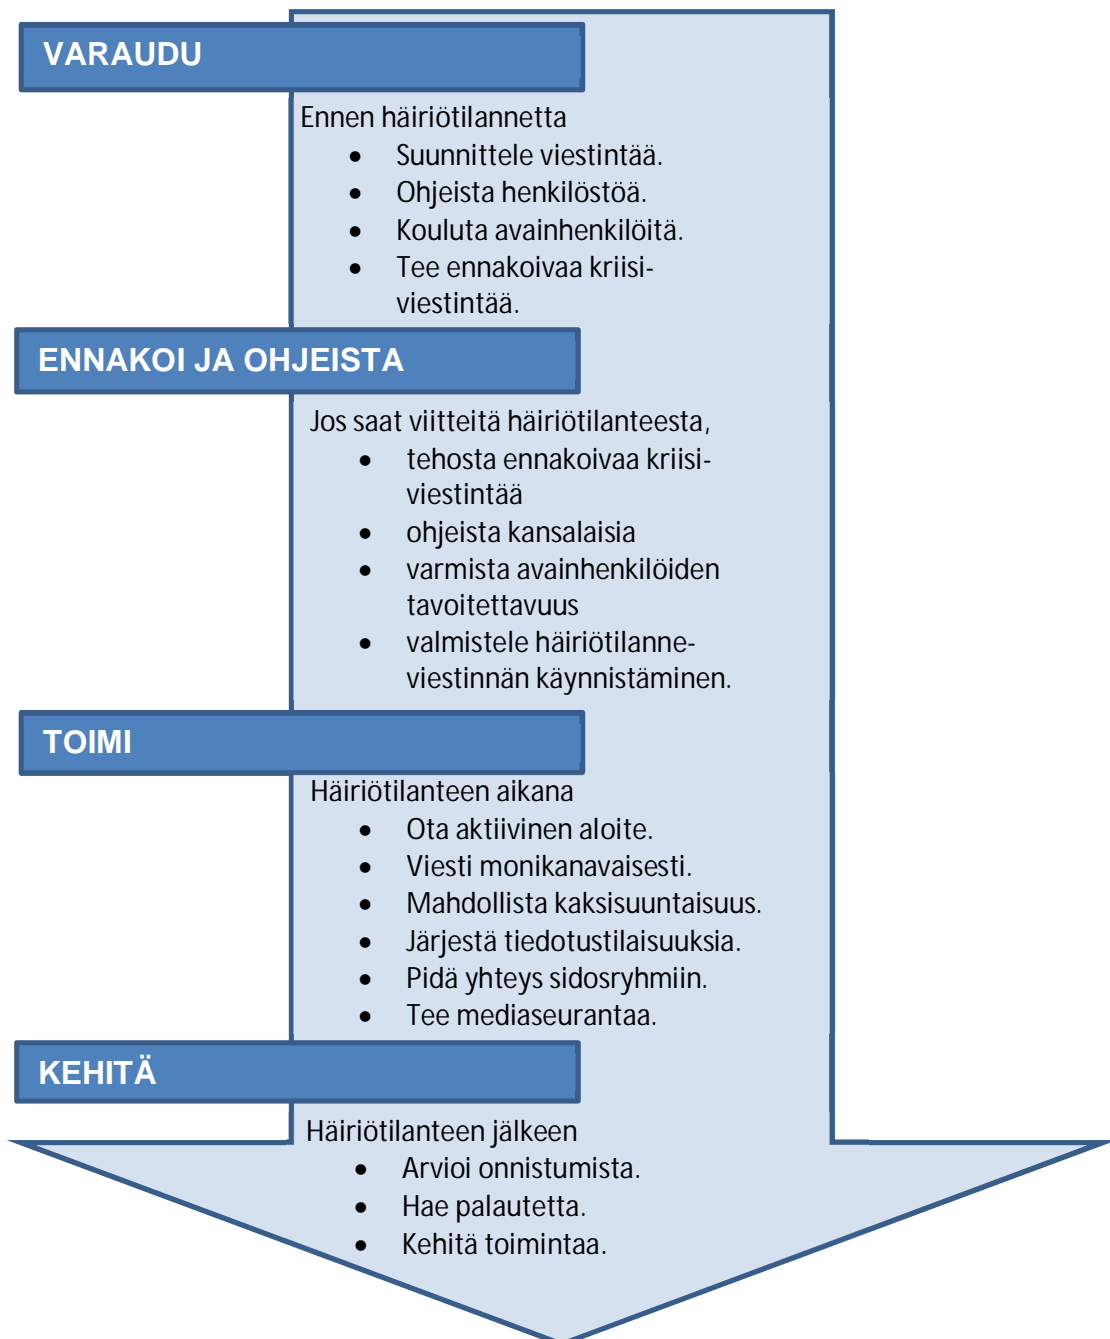 VARAUDU
Ennen häiriötilannetta
• Suunnittele viestintää.
• Ohjeista henkilöstöä.
• Kouluta avainhenkilöitä.
• Tee ennakoivaa kriisi-
viestintää.
ENNAKOI JA OHJEISTA
Jos saat viitteitä häiriötilanteesta,
• tehosta ennakoivaa kriisi-
viestintää
• ohjeista kansalaisia
• varmista avainhenkilöiden
tavoitettavuus
• valmistele häiriötilanne-
viestinnän käynnistäminen.
TOIMI
Häiriötilanteen aikana
• Ota aktiivinen aloite.
• Viesti monikanavaisesti.
• Mahdollista kaksisuuntaisuus.
• Järjestä tiedotustilaisuuksia.
• Pidä yhteys sidosryhmiin.
• Tee mediaseurantaa.
KEHITÄ
Häiriötilanteen jälkeen
• Arvioi onnistumista.
• Hae palautetta.
• Kehitä toimintaa.